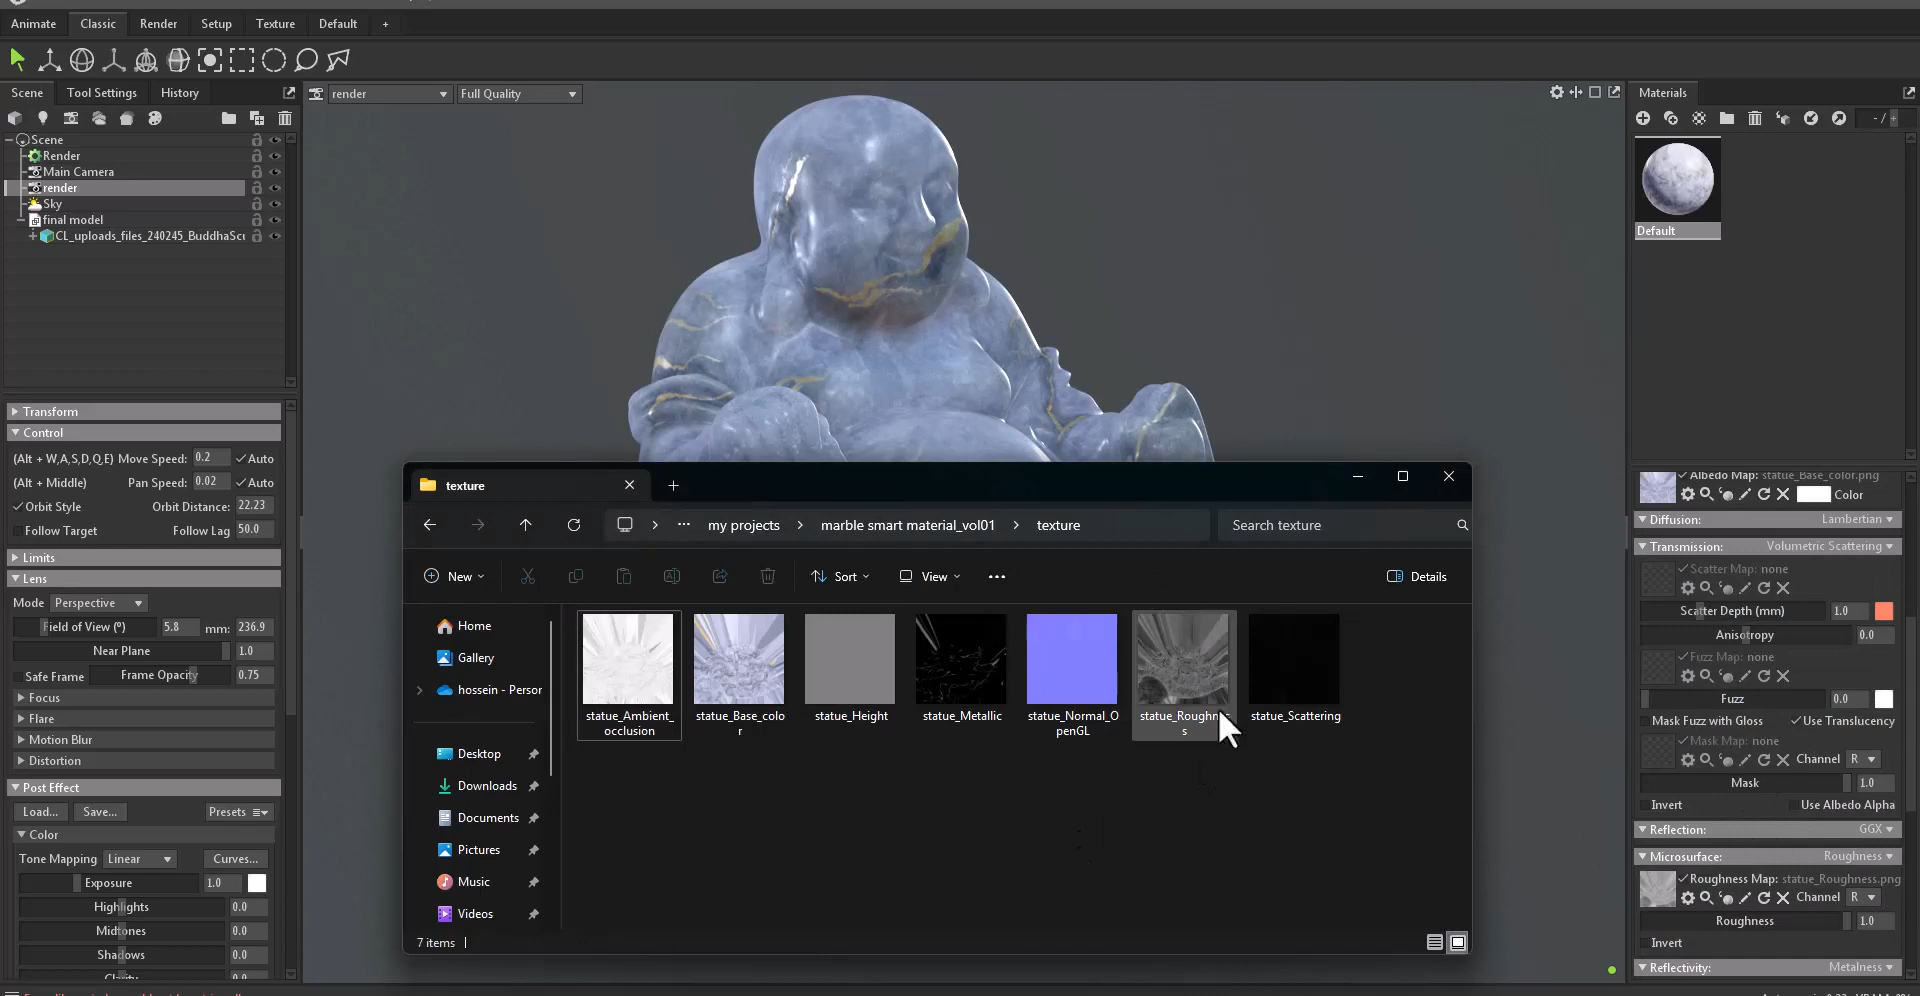 Animate Classic Render Setup Texture Default +
Scene Tool Settings History
render Full Quality
Materials
- / +
Scene
Render
Main Camera
render
Sky
final model
CL_uploads_files_240245_BuddhaScu
Default
Transform
Control
(Alt + W,A,S,D,Q,E) Move Speed: 0.2 Auto
(Alt + Middle) Pan Speed: 0.02 Auto
Orbit Style Orbit Distance: 22.23
Follow Target Follow Lag 50.0
Limits
Lens
Mode Perspective
Field of View (º) 5.8 mm: 236.9
Near Plane 1.0
Safe Frame Frame Opacity 0.75
Focus
Flare
Motion Blur
Distortion
Post Effect
Load... Save... Presets
Color
Tone Mapping Linear Curves...
Exposure 1.0
Highlights 0.0
Midtones 0.0
Shadows 0.0
Clarity 0.0
texture
my projects > marble smart material_vol01 > texture
Search texture
New Sort View ... Details
Home
Gallery
hossein - Persor
Desktop
Downloads
Documents
Pictures
Music
Videos
statue_Ambient_
occlusion
statue_Base_colo
r
statue_Height
statue_Metallic
statue_Normal_O
penGL
statue_Roughn
s
statue_Scattering
7 items
Albedo Map: statue_Base_color.png
Color
Diffusion: Lambertian
Transmission: Volumetric Scattering
Scatter Map: none
Scatter Depth (mm) 1.0
Anisotropy 0.0
Fuzz Map: none
Fuzz 0.0
Mask Fuzz with Gloss Use Translucency
Mask Map: none
Channel R
Mask 1.0
Invert Use Albedo Alpha
Reflection: GGX
Microsurface: Roughness
Roughness Map: statue_Roughness.png
Channel R
Roughness 1.0
Invert
Reflectivity: Metalness